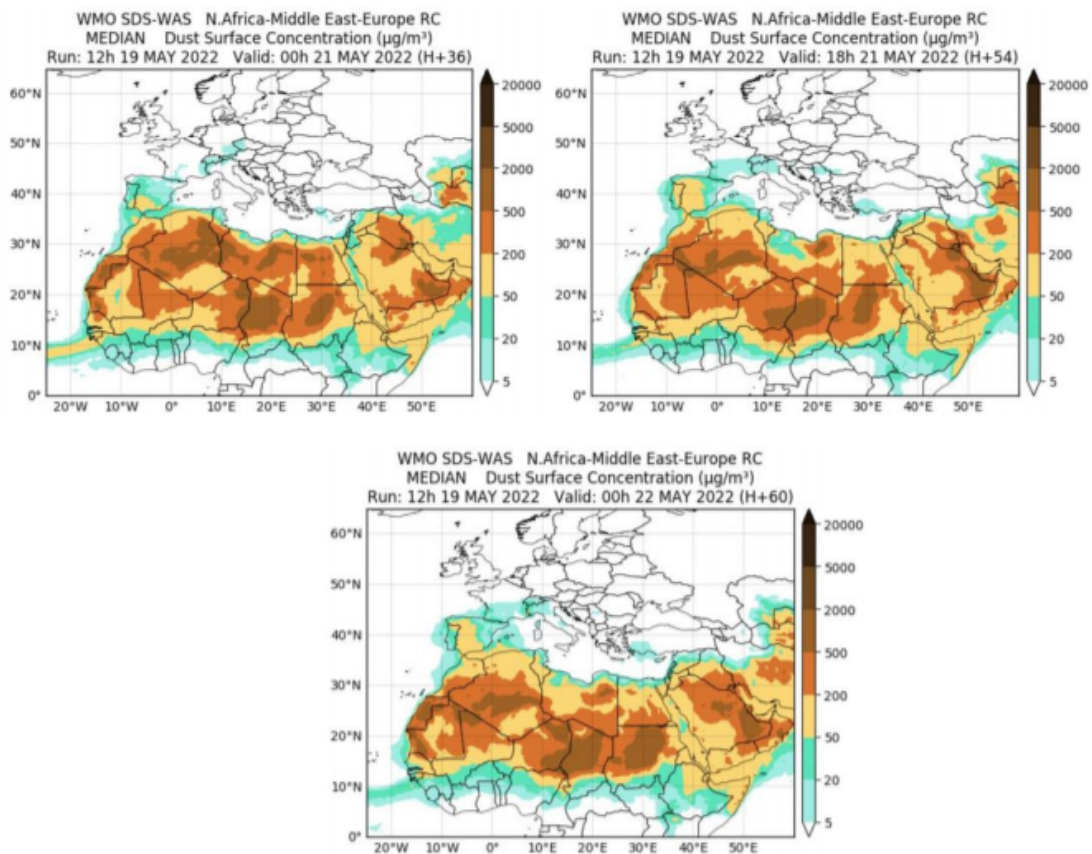 WMO SDS-WAS N.Africa-Middle East-Europe RC
MEDIAN Dust Surface Concentration (µg/m³)
Run: 12h 19 MAY 2022 Valid: 00h 21 MAY 2022 (H+36)
60°N
50°N
40°N
30°N
20°N
10°N
0°
20°W 10°W 0° 10°E 20°E 30°E 40°E 50°E
20000
5000
2000
500
200
50
20
5
WMO SDS-WAS N.Africa-Middle East-Europe RC
MEDIAN Dust Surface Concentration (µg/m³)
Run: 12h 19 MAY 2022 Valid: 18h 21 MAY 2022 (H+54)
60°N
50°N
40°N
30°N
20°N
10°N
0°
20°W 10°W 0° 10°E 20°E 30°E 40°E 50°E
20000
5000
2000
500
200
50
20
5
WMO SDS-WAS N.Africa-Middle East-Europe RC
MEDIAN Dust Surface Concentration (µg/m³)
Run: 12h 19 MAY 2022 Valid: 00h 22 MAY 2022 (H+60)
60°N
50°N
40°N
30°N
20°N
10°N
0°
20°W 10°W 0° 10°E 20°E 30°E 40°E 50°E
20000
5000
2000
500
200
50
20
5